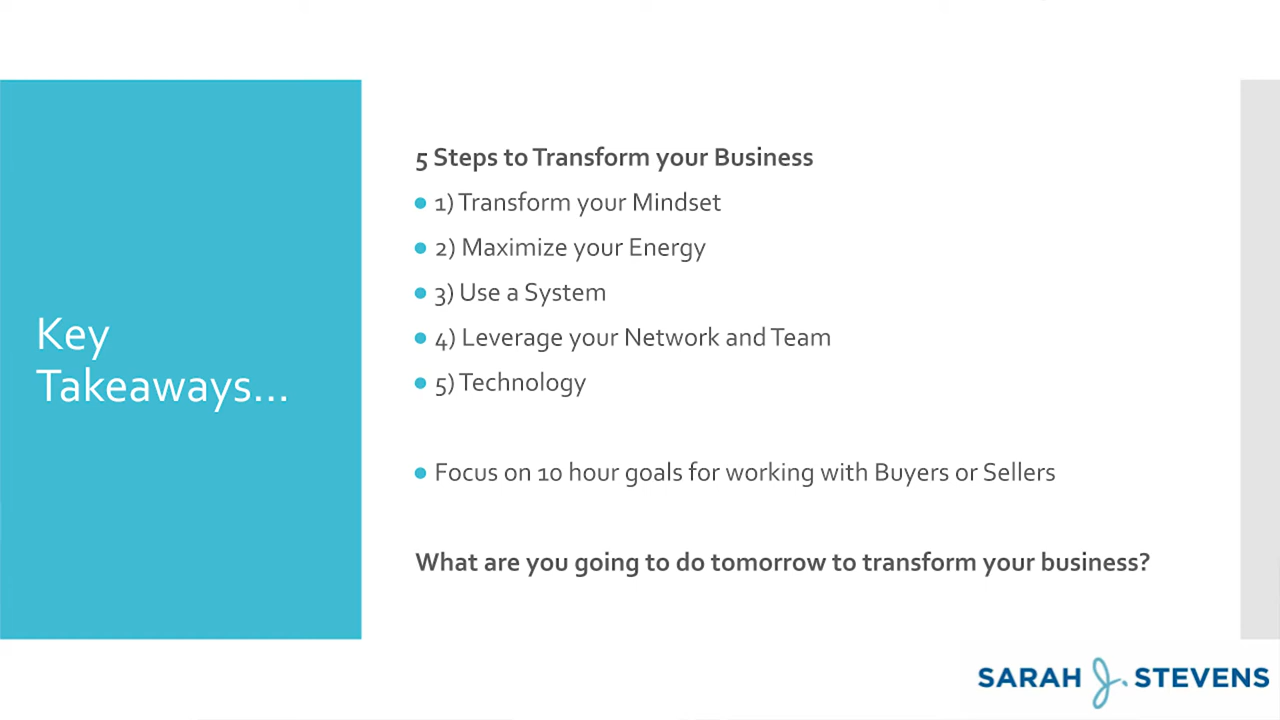 Key
Takeaways...
5 Steps to Transform your Business
1) Transform your Mindset
2) Maximize your Energy
3) Use a System
4) Leverage your Network and Team
5) Technology
Focus on 10 hour goals for working with Buyers or Sellers
What are you going to do tomorrow to transform your business?
SARAH J. STEVENS